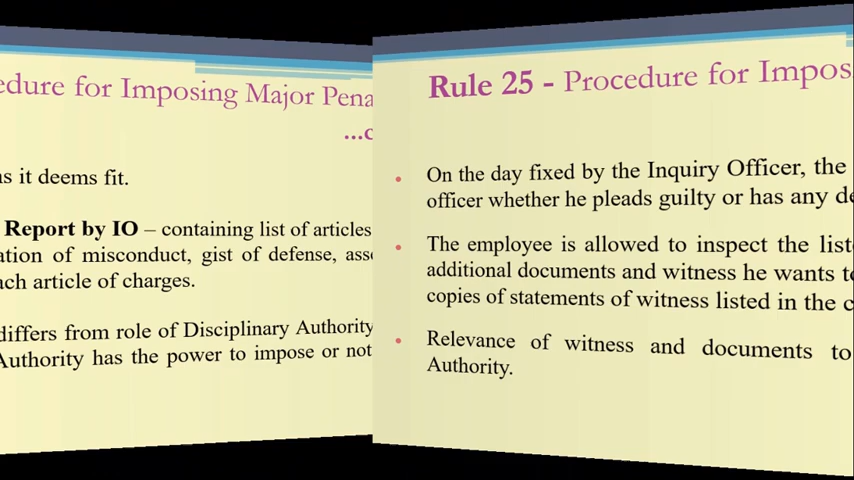 edure for Imposing Major Pena
...c
as it deems fit.
Report by IO – containing list of articles
ation of misconduct, gist of defense, ass
ach article of charges.
differs from role of Disciplinary Authority
Authority has the power to impose or not
Rule 25 - Procedure for Impos
• On the day fixed by the Inquiry Officer, the
officer whether he pleads guilty or has any de
• The employee is allowed to inspect the list
additional documents and witness he wants to
copies of statements of witness listed in the c
• Relevance of witness and documents to
Authority.